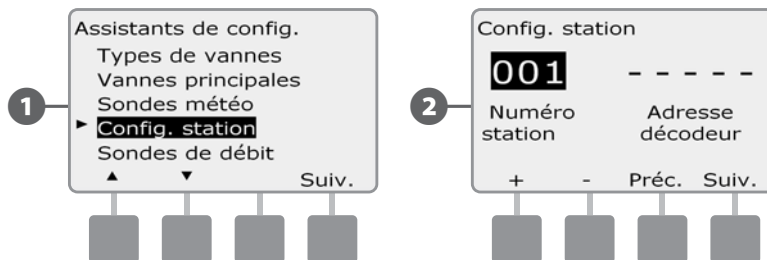 1
Assistants de config.
Types de vannes
Vannes principales
Sondes météo
► Config. station
Sondes de débit
▲ ▼ Suiv.
2
Config. station
001 - - - - -
Numéro station
Adresse décodeur
+ - Préc. Suiv.